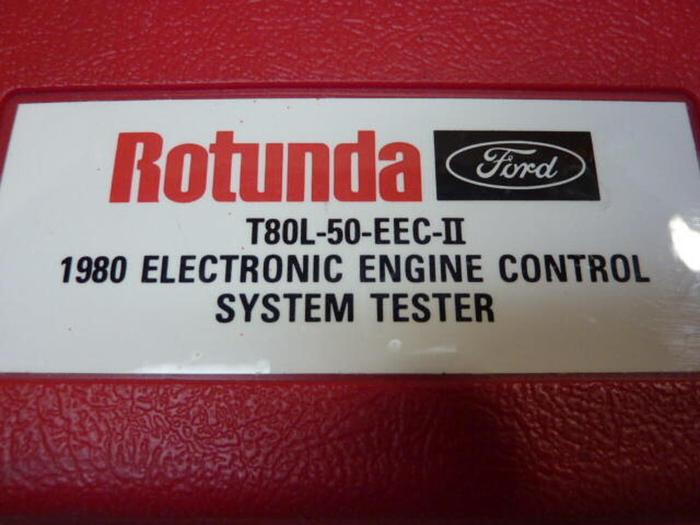 Rotunda Ford
T80L-50-EEC-II
1980 ELECTRONIC ENGINE CONTROL
SYSTEM TESTER